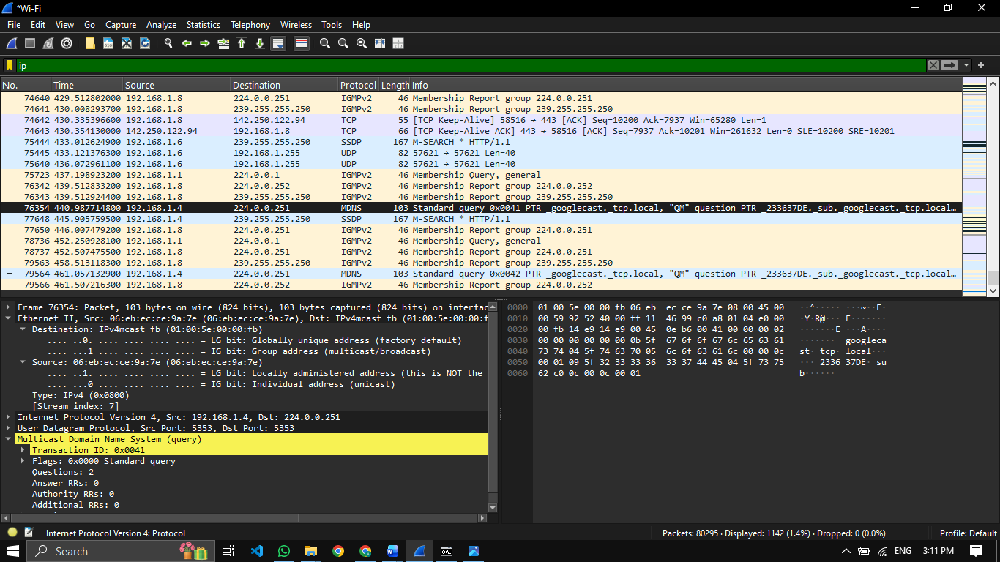 *Wi-Fi
File Edit View Go Capture Analyze Statistics Telephony Wireless Tools Help
ip
No. Time Source Destination Protocol Length Info
74640 429.512802000 192.168.1.8 224.0.0.251 IGMPv2 46 Membership Report group 224.0.0.251
74641 430.008293700 192.168.1.8 239.255.255.250 IGMPv2 46 Membership Report group 239.255.255.250
74642 430.335396600 192.168.1.8 142.250.122.94 TCP 55 [TCP Keep-Alive] 58516 → 443 [ACK] Seq=10200 Ack=7937 Win=65280 Len=1
74643 430.354130000 142.250.122.94 192.168.1.8 TCP 66 [TCP Keep-Alive ACK] 443 → 58516 [ACK] Seq=7937 Ack=10201 Win=261632 Len=0 SLE=10200 SRE=10201
75444 433.012624900 192.168.1.6 239.255.255.250 SSDP 167 M-SEARCH * HTTP/1.1
75445 433.121376300 192.168.1.6 192.168.1.255 UDP 82 57621 → 57621 Len=40
75640 436.072961100 192.168.1.6 192.168.1.255 UDP 82 57621 → 57621 Len=40
75723 437.198923200 192.168.1.1 224.0.0.1 IGMPv2 46 Membership Query, general
76342 439.512833200 192.168.1.8 224.0.0.252 IGMPv2 46 Membership Report group 224.0.0.252
76343 439.512924400 192.168.1.8 239.255.255.250 IGMPv2 46 Membership Report group 239.255.255.250
76354 440.987714800 192.168.1.4 224.0.0.251 MDNS 103 Standard query 0x0041 PTR _googlecast._tcp.local, "QM" question PTR _233637DE._sub._googlecast._tcp.local…
77648 445.905759500 192.168.1.4 239.255.255.250 SSDP 167 M-SEARCH * HTTP/1.1
77650 446.007479200 192.168.1.8 224.0.0.251 IGMPv2 46 Membership Report group 224.0.0.251
78736 452.250928100 192.168.1.1 224.0.0.1 IGMPv2 46 Membership Query, general
78737 452.507475500 192.168.1.8 224.0.0.251 IGMPv2 46 Membership Report group 224.0.0.251
79563 458.513118300 192.168.1.8 239.255.255.250 IGMPv2 46 Membership Report group 239.255.255.250
79564 461.057132900 192.168.1.4 224.0.0.251 MDNS 103 Standard query 0x0042 PTR _googlecast._tcp.local, "QM" question PTR _233637DE._sub._googlecast._tcp.local…
79566 461.507216300 192.168.1.8 224.0.0.252 IGMPv2 46 Membership Report group 224.0.0.252
Frame 76354: Packet, 103 bytes on wire (824 bits), 103 bytes captured (824 bits) on interfac
Ethernet II, Src: 06:eb:ec:ce:9a:7e (06:eb:ec:ce:9a:7e), Dst: IPv4mcast_fb (01:00:5e:00:00:f
Destination: IPv4mcast_fb (01:00:5e:00:00:fb)
.... ..0. .... .... .... .... = LG bit: Globally unique address (factory default)
.... ...1 .... .... .... .... = IG bit: Group address (multicast/broadcast)
Source: 06:eb:ec:ce:9a:7e (06:eb:ec:ce:9a:7e)
.... ..1. .... .... .... .... = LG bit: Locally administered address (this is NOT the
.... ...0 .... .... .... .... = IG bit: Individual address (unicast)
Type: IPv4 (0x0800)
[Stream index: 7]
Internet Protocol Version 4, Src: 192.168.1.4, Dst: 224.0.0.251
User Datagram Protocol, Src Port: 5353, Dst Port: 5353
Multicast Domain Name System (query)
Transaction ID: 0x0041
Flags: 0x0000 Standard query
Questions: 2
Answer RRs: 0
Authority RRs: 0
Additional RRs: 0
0000 01 00 5e 00 00 fb 06 eb ec ce 9a 7e 08 00 45 00 ··^····· ···~··E·
0010 00 59 92 52 40 00 ff 11 46 99 c0 a8 01 04 e0 00 ·Y·R@··· F·······
0020 00 fb 14 e9 14 e9 00 45 0e b6 00 41 00 00 00 02 ·······E ···A····
0030 00 00 00 00 00 00 0b 5f 67 6f 6f 67 6c 65 63 61 ·······_ googleca
0040 73 74 04 5f 74 63 70 05 6c 6f 63 61 6c 00 00 0c st·_tcp· local···
0050 00 01 09 5f 32 33 33 36 33 37 44 45 04 5f 73 75 ···_2336 37DE·_su
0060 62 c0 0c 00 0c 00 01 b······
Internet Protocol Version 4: Protocol
Packets: 80295 · Displayed: 1142 (1.4%) · Dropped: 0 (0.0%)
Profile: Default
Search
ENG 3:11 PM